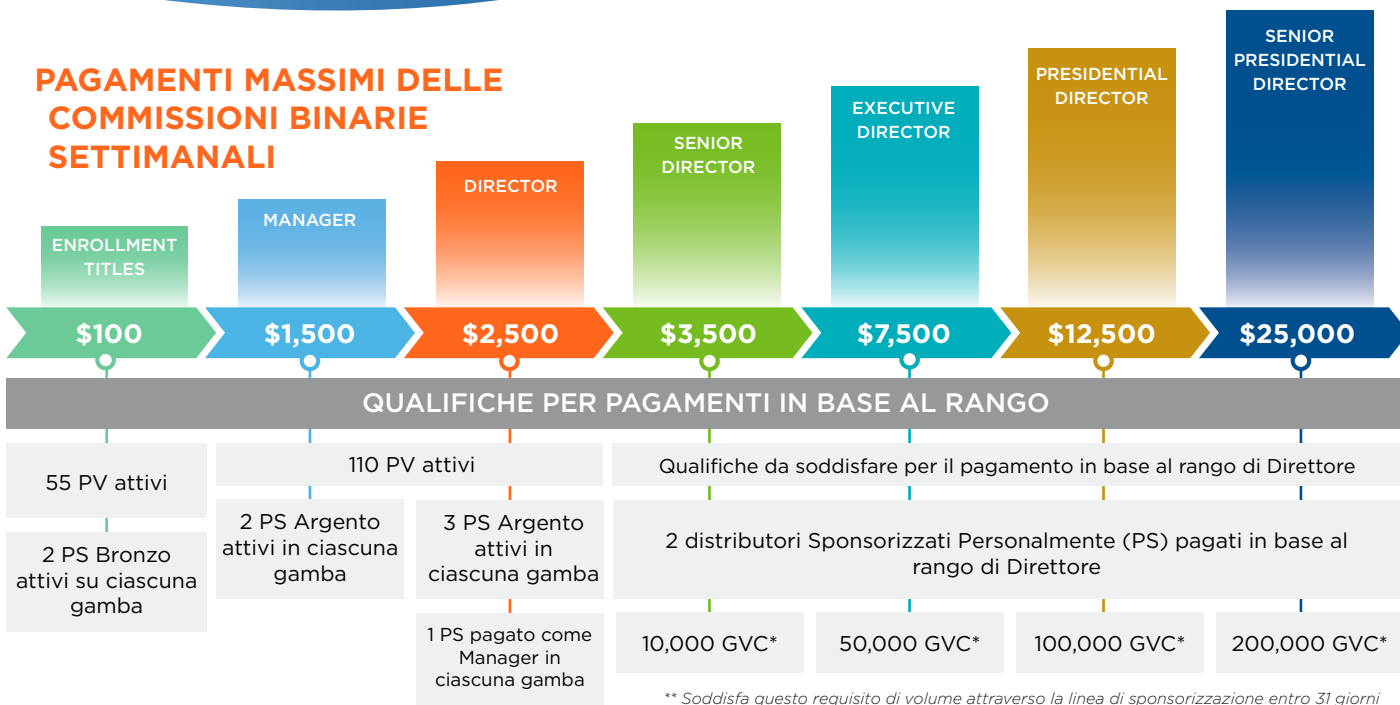 PAGAMENTI MASSIMI DELLE
COMMISSIONI BINARIE
SETTIMANALI
ENROLLMENT
TITLES
MANAGER
DIRECTOR
SENIOR
DIRECTOR
EXECUTIVE
DIRECTOR
PRESIDENTIAL
DIRECTOR
SENIOR
PRESIDENTIAL
DIRECTOR
$100
$1,500
$2,500
$3,500
$7,500
$12,500
$25,000
QUALIFICHE PER PAGAMENTI IN BASE AL RANGO
55 PV attivi
2 PS Bronzo
attivi su ciascuna
gamba
110 PV attivi
2 PS Argento
attivi in ciascuna
gamba
3 PS Argento
attivi in
ciascuna gamba
1 PS pagato come
Manager in
ciascuna gamba
Qualifiche da soddisfare per il pagamento in base al rango di Direttore
2 distributori Sponsorizzati Personalmente (PS) pagati in base al
rango di Direttore
10,000 GVC*
50,000 GVC*
100,000 GVC*
200,000 GVC*
** Soddisfa questo requisito di volume attraverso la linea di sponsorizzazione entro 31 giorni